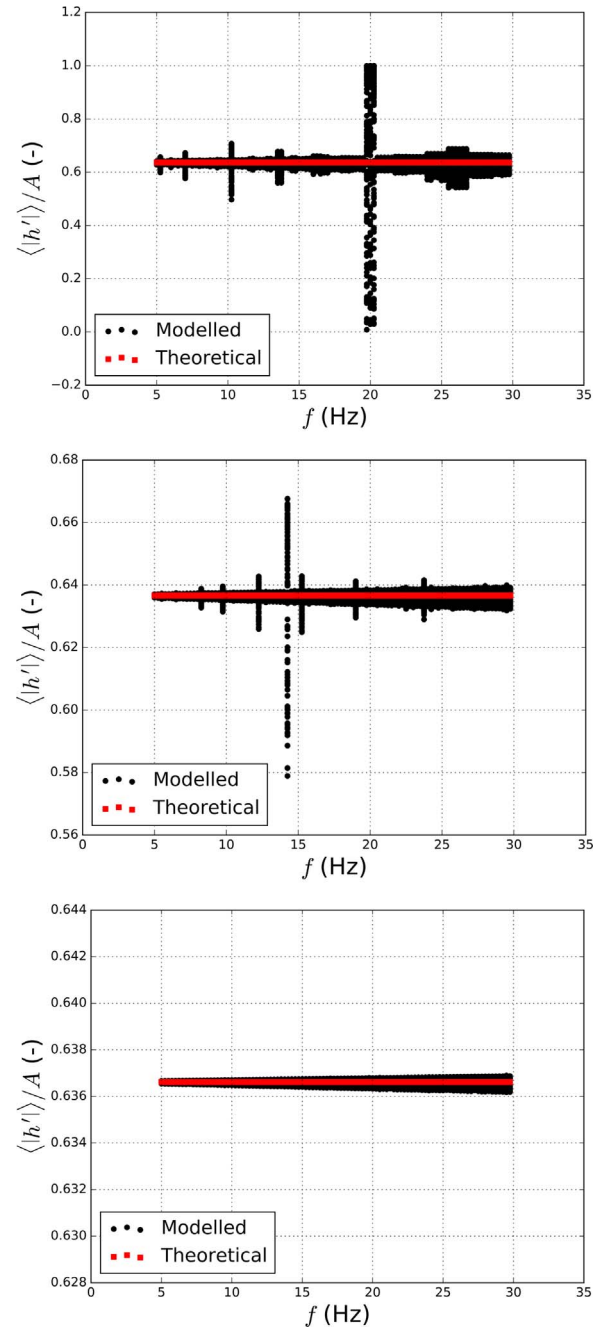 1.2
1.0
0.8
0.6
0.4
0.2
0.0
−0.2
⟨|h′|⟩/A (-)
Modelled
Theoretical
0 5 10 15 20 25 30 35
f (Hz)
0.68
0.66
0.64
0.62
0.60
0.58
0.56
⟨|h′|⟩/A (-)
Modelled
Theoretical
0 5 10 15 20 25 30 35
f (Hz)
0.644
0.642
0.640
0.638
0.636
0.634
0.632
0.630
0.628
⟨|h′|⟩/A (-)
Modelled
Theoretical
0 5 10 15 20 25 30 35
f (Hz)